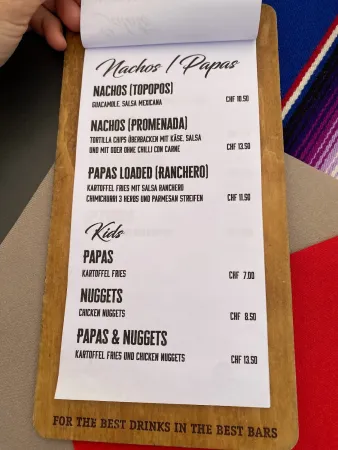 Nachos / Papas
NACHOS (TOPOPOS)
GUACAMOLE, SALSA MEXICANA CHF 10.50
NACHOS (PROMENADA)
TORTILLA CHIPS ÜBERBACKEN MIT KÄSE, SALSA
UND MIT ODER OHNE CHILLI CON CARNE CHF 13.50
PAPAS LOADED (RANCHERO)
KARTOFFEL FRIES MIT SALSA RANCHERO
CHIMICHURRI 3 HERBS UND PARMESAN STREIFEN CHF 11.50
Kids
PAPAS
KARTOFFEL FRIES CHF 7.00
NUGGETS
CHICKEN NUGGETS CHF 8.50
PAPAS & NUGGETS
KARTOFFEL FRIES UND CHICKEN NUGGETS CHF 13.50
FOR THE BEST DRINKS IN THE BEST BARS